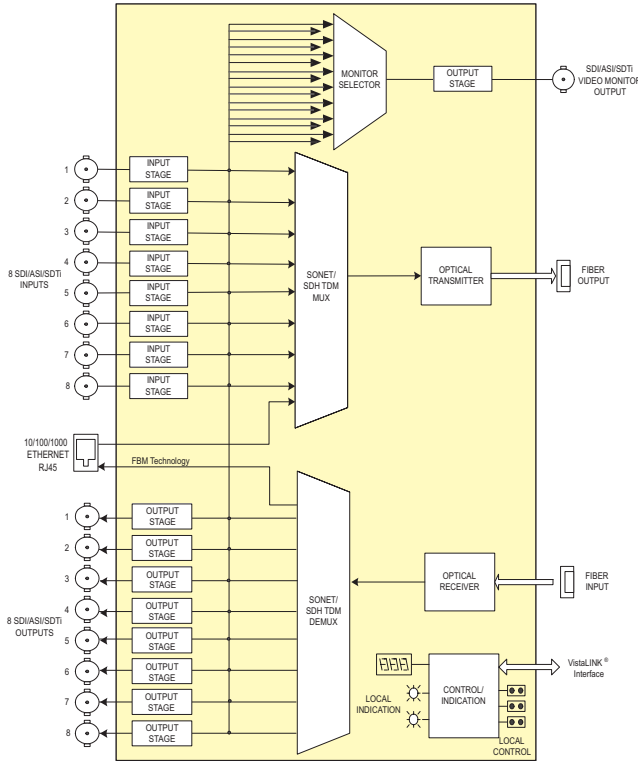 MONITOR
SELECTOR
OUTPUT
STAGE
SDI/ASI/SDTi
VIDEO MONITOR
OUTPUT
1
INPUT
STAGE
2
INPUT
STAGE
3
INPUT
STAGE
4
INPUT
STAGE
8 SDI/ASI/SDTi
INPUTS
5
INPUT
STAGE
6
INPUT
STAGE
7
INPUT
STAGE
8
INPUT
STAGE
SONET/
SDH TDM
MUX
OPTICAL
TRANSMITTER
FIBER
OUTPUT
10/100/1000
ETHERNET
RJ45
FBM Technology
1
OUTPUT
STAGE
2
OUTPUT
STAGE
3
OUTPUT
STAGE
4
OUTPUT
STAGE
8 SDI/ASI/SDTi
OUTPUTS
5
OUTPUT
STAGE
6
OUTPUT
STAGE
7
OUTPUT
STAGE
8
OUTPUT
STAGE
SONET/
SDH TDM
DEMUX
OPTICAL
RECEIVER
FIBER
INPUT
VistaLINK ®
Interface
CONTROL/
INDICATION
LOCAL
INDICATION
LOCAL
CONTROL